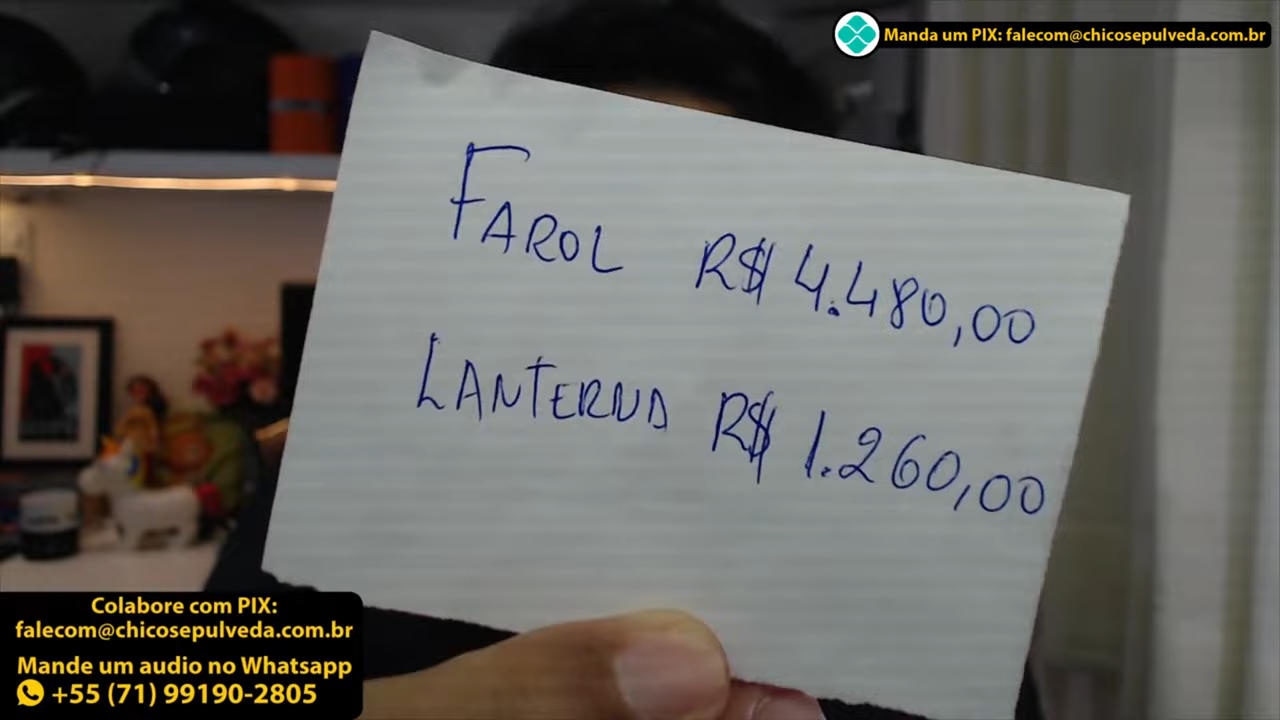 Manda um PIX: falecom@chicosepulveda.com.br
FAROL R$ 4.480,00
LANTERNA R$ 1.260,00
Colabore com PIX:
falecom@chicosepulveda.com.br
Mande um audio no Whatsapp
+55 (71) 99190-2805